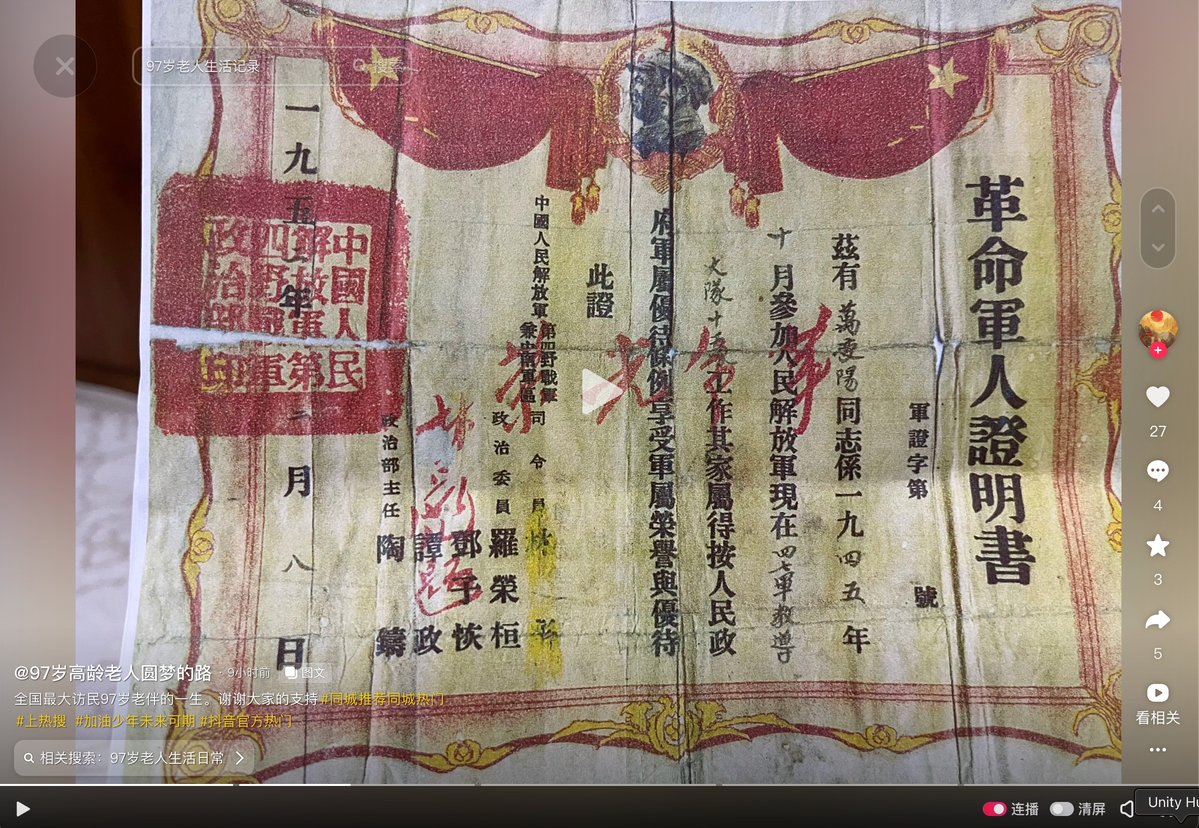 97岁老人生活记录
革命軍人證明書
軍證字第 號
茲有萬慶陽同志係一九四五年
十月參加人民解放軍現在四七軍教導
大隊十 工作其家屬得按人民政
府軍屬優待條例享受軍屬榮譽與優待
此證
光榮
中國人民解放軍
第四野戰軍
兼中南軍區
司令員林
政治委員羅榮桓
鄧子恢
譚政
政治部主任陶鑄
一九五 年二月八日
中國人民
解放軍第
四野戰軍
政治部印
@97岁高龄老人圆梦的路 · 9小时前 图文
全国最大访民97岁老伴的一生。谢谢大家的支持 #同城推荐同城热门
#上热搜 #加油少年未来可期 #抖音官方热门
相关搜索：97岁老人生活日常
27
4
3
5
看相关
连播
清屏
Unity Hu